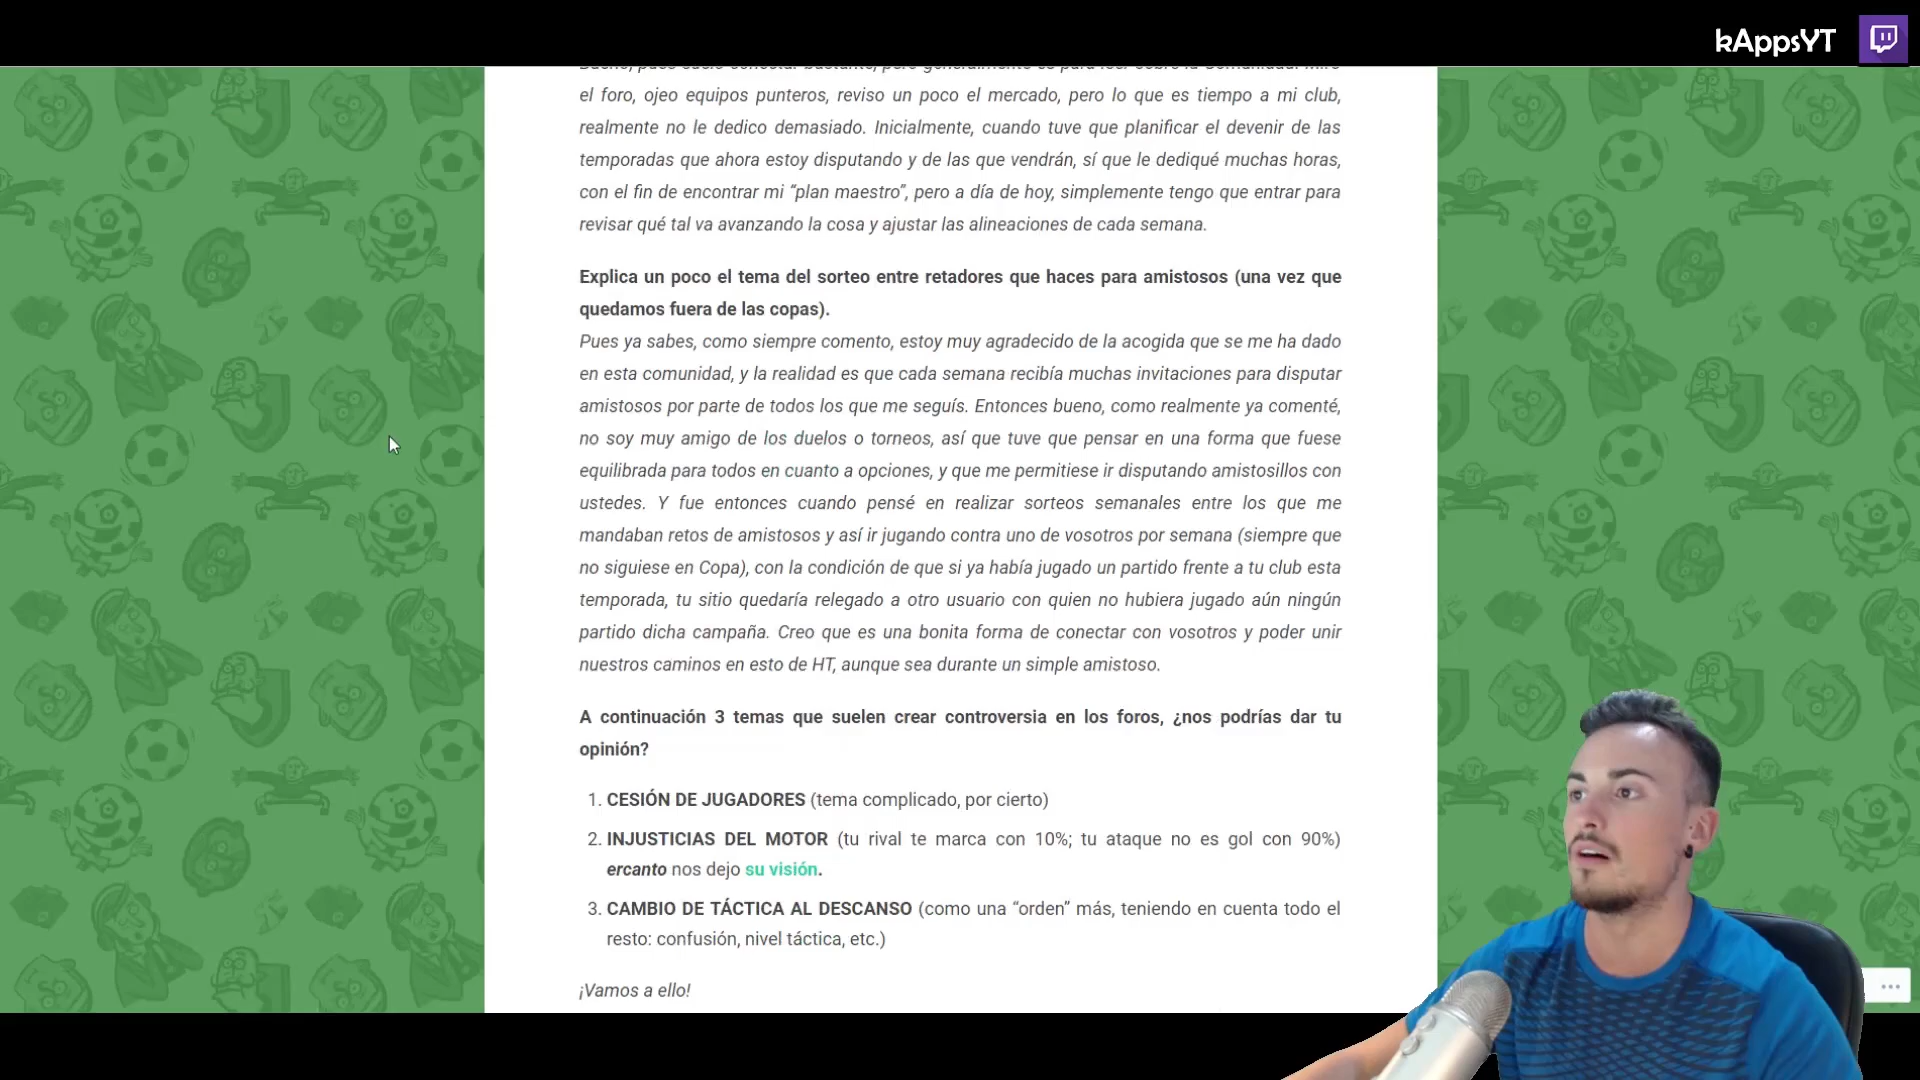 kAppsYT
el foro, ojeo equipos punteros, reviso un poco el mercado, pero lo que es tiempo a mi club,
realmente no le dedico demasiado. Inicialmente, cuando tuve que planificar el devenir de las
temporadas que ahora estoy disputando y de las que vendrán, sí que le dediqué muchas horas,
con el fin de encontrar mi “plan maestro”, pero a día de hoy, simplemente tengo que entrar para
revisar qué tal va avanzando la cosa y ajustar las alineaciones de cada semana.
Explica un poco el tema del sorteo entre retadores que haces para amistosos (una vez que
quedamos fuera de las copas).
Pues ya sabes, como siempre comento, estoy muy agradecido de la acogida que se me ha dado
en esta comunidad, y la realidad es que cada semana recibía muchas invitaciones para disputar
amistosos por parte de todos los que me seguís. Entonces bueno, como realmente ya comenté,
no soy muy amigo de los duelos o torneos, así que tuve que pensar en una forma que fuese
equilibrada para todos en cuanto a opciones, y que me permitiese ir disputando amistosillos con
ustedes. Y fue entonces cuando pensé en realizar sorteos semanales entre los que me
mandaban retos de amistosos y así ir jugando contra uno de vosotros por semana (siempre que
no siguiese en Copa), con la condición de que si ya había jugado un partido frente a tu club esta
temporada, tu sitio quedaría relegado a otro usuario con quien no hubiera jugado aún ningún
partido dicha campaña. Creo que es una bonita forma de conectar con vosotros y poder unir
nuestros caminos en esto de HT, aunque sea durante un simple amistoso.
A continuación 3 temas que suelen crear controversia en los foros, ¿nos podrías dar tu
opinión?
1. CESIÓN DE JUGADORES (tema complicado, por cierto)
2. INJUSTICIAS DEL MOTOR (tu rival te marca con 10%; tu ataque no es gol con 90%)
ercanto nos dejo su visión.
3. CAMBIO DE TÁCTICA AL DESCANSO (como una “orden” más, teniendo en cuenta todo el
resto: confusión, nivel táctica, etc.)
¡Vamos a ello!